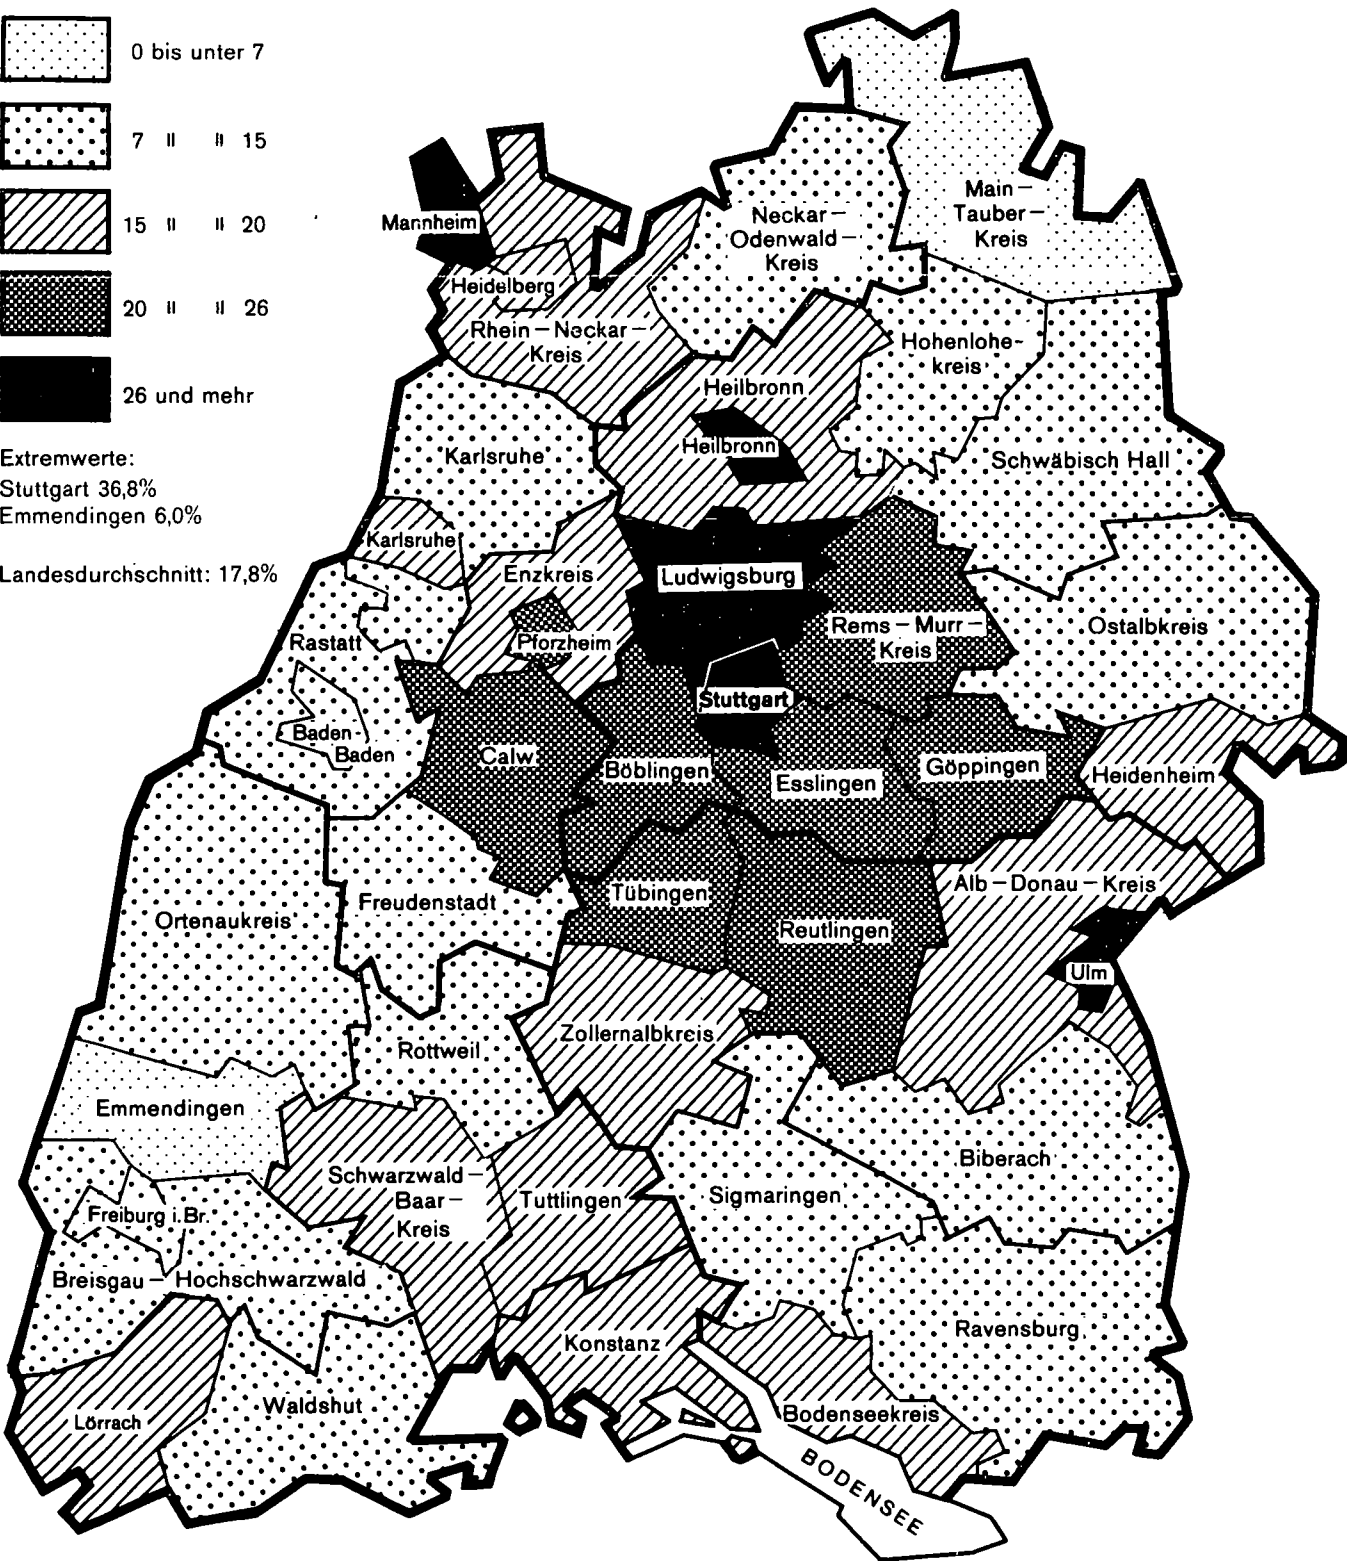 0 bis unter 7
7 〃 〃 15
15 〃 〃 20
20 〃 〃 26
26 und mehr
Extremwerte:
Stuttgart 36,8%
Emmendingen 6,0%
Landesdurchschnitt: 17,8%
Main –
Tauber –
Kreis
Mannheim
Neckar –
Odenwald –
Kreis
Heidelberg
Rhein – Neckar –
Kreis
Hohenlohe-
kreis
Heilbronn
Heilbronn
Karlsruhe
Schwäbisch Hall
Karlsruhe
Enzkreis
Ludwigsburg
Rastatt
Pforzheim
Rems – Murr –
Kreis
Ostalbkreis
Stuttgart
Baden-
Baden
Calw
Böblingen
Esslingen
Göppingen
Heidenheim
Ortenaukreis
Freudenstadt
Tübingen
Reutlingen
Alb – Donau – Kreis
Ulm
Rottweil
Zollernalbkreis
Emmendingen
Schwarzwald –
Baar –
Kreis
Tuttlingen
Sigmaringen
Biberach
Freiburg i. Br.
Breisgau – Hochschwarzwald
Konstanz
Ravensburg
Lörrach
Waldshut
Bodenseekreis
BODENSEE